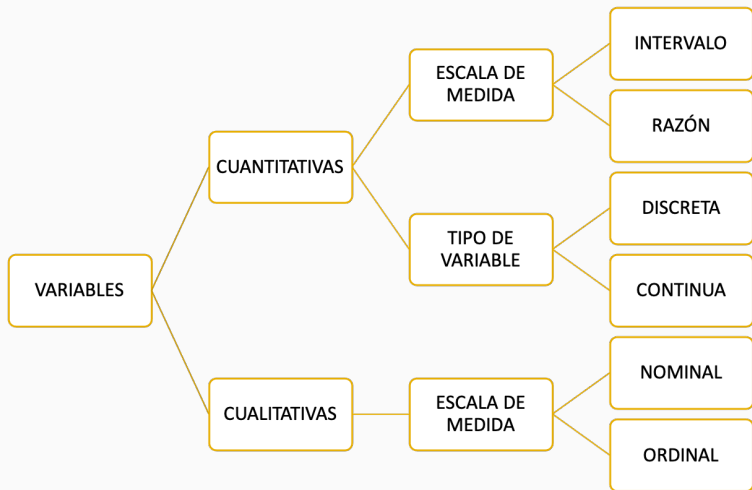 VARIABLES
CUANTITATIVAS
ESCALA DE
MEDIDA
INTERVALO
RAZÓN
TIPO DE
VARIABLE
DISCRETA
CONTINUA
CUALITATIVAS
ESCALA DE
MEDIDA
NOMINAL
ORDINAL